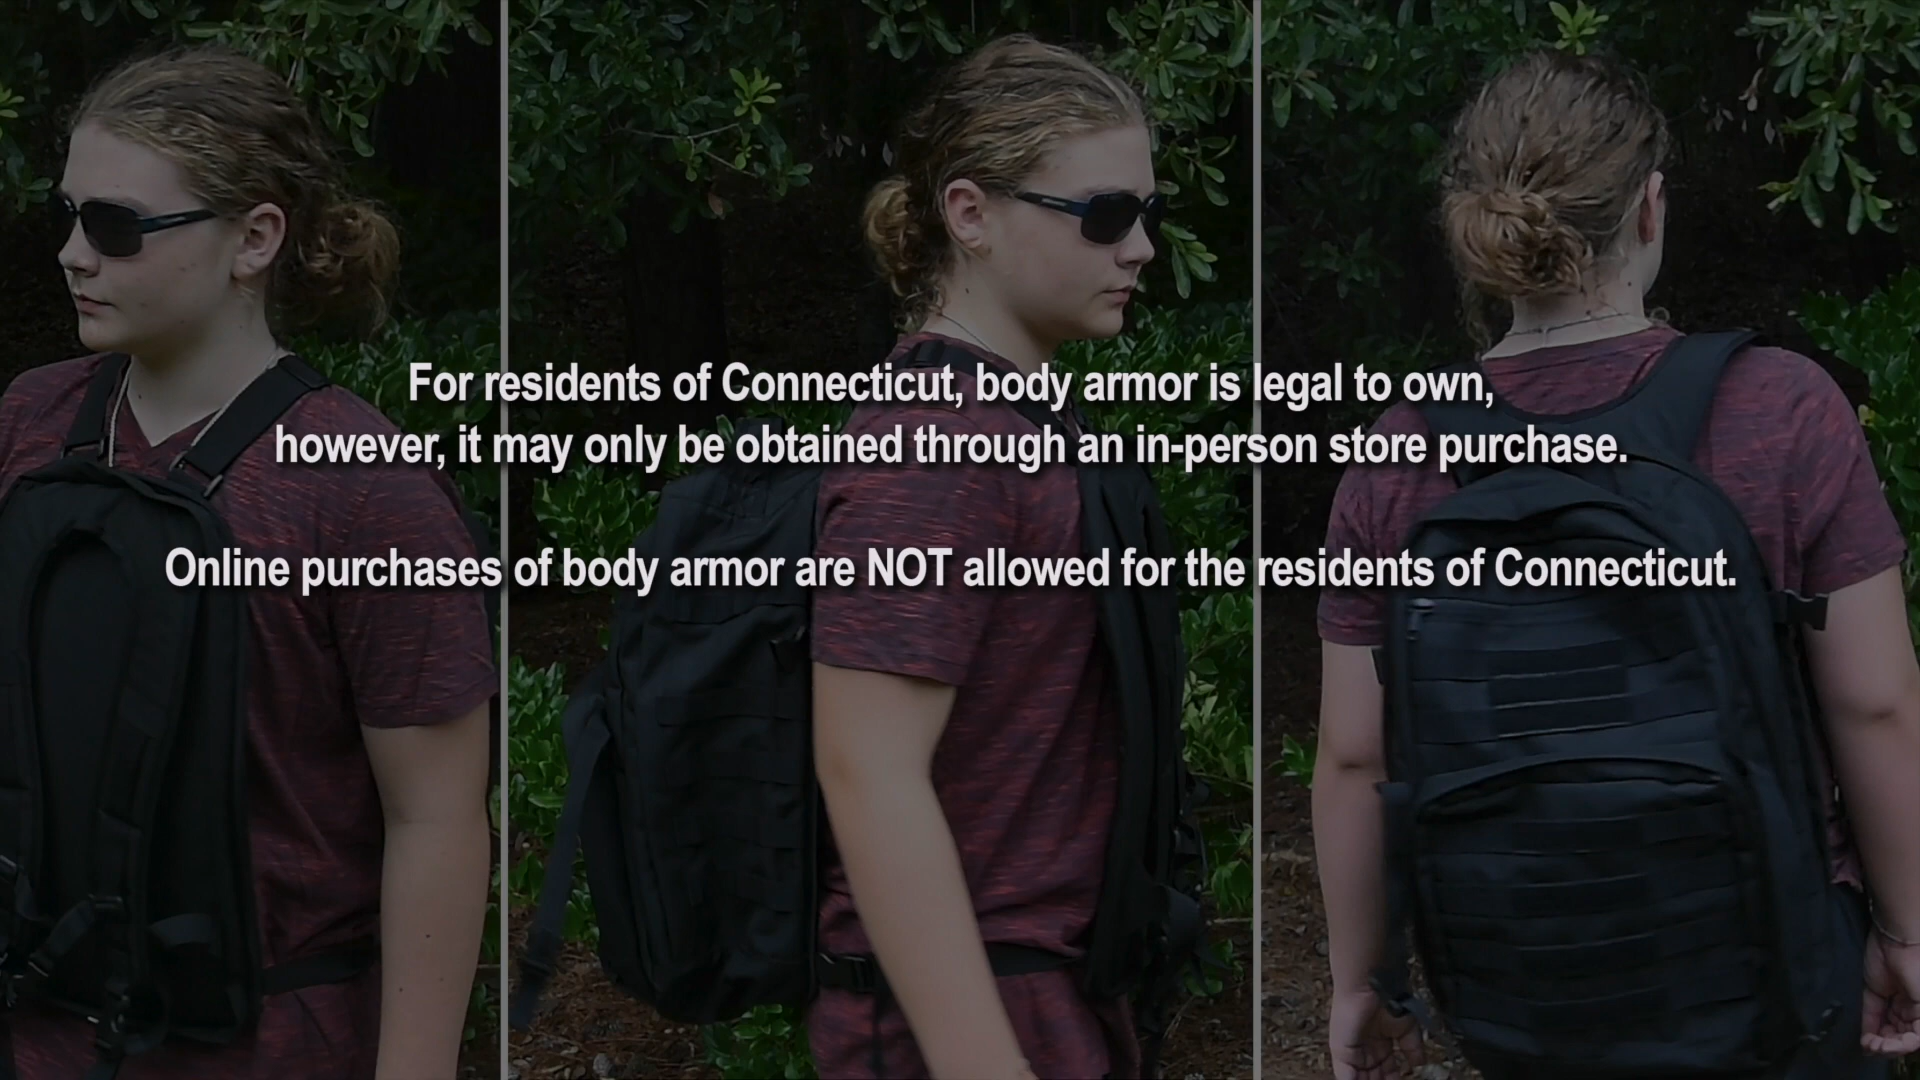 For residents of Connecticut, body armor is legal to own,
however, it may only be obtained through an in-person store purchase.
Online purchases of body armor are NOT allowed for the residents of Connecticut.